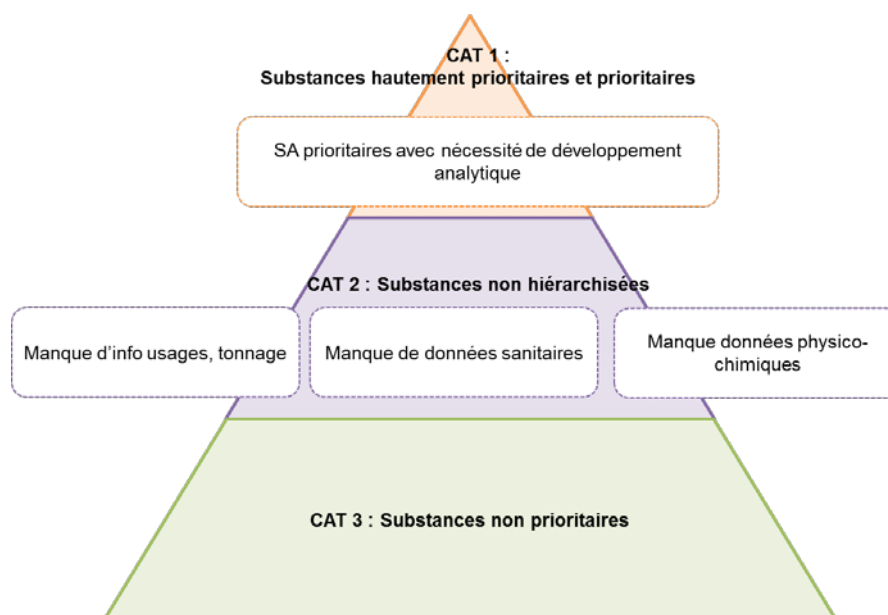 CAT 1 :
Substances hautement prioritaires et prioritaires
SA prioritaires avec nécessité de développement
analytique
CAT 2 : Substances non hiérarchisées
Manque d’info usages, tonnage
Manque de données sanitaires
Manque données physico-
chimiques
CAT 3 : Substances non prioritaires